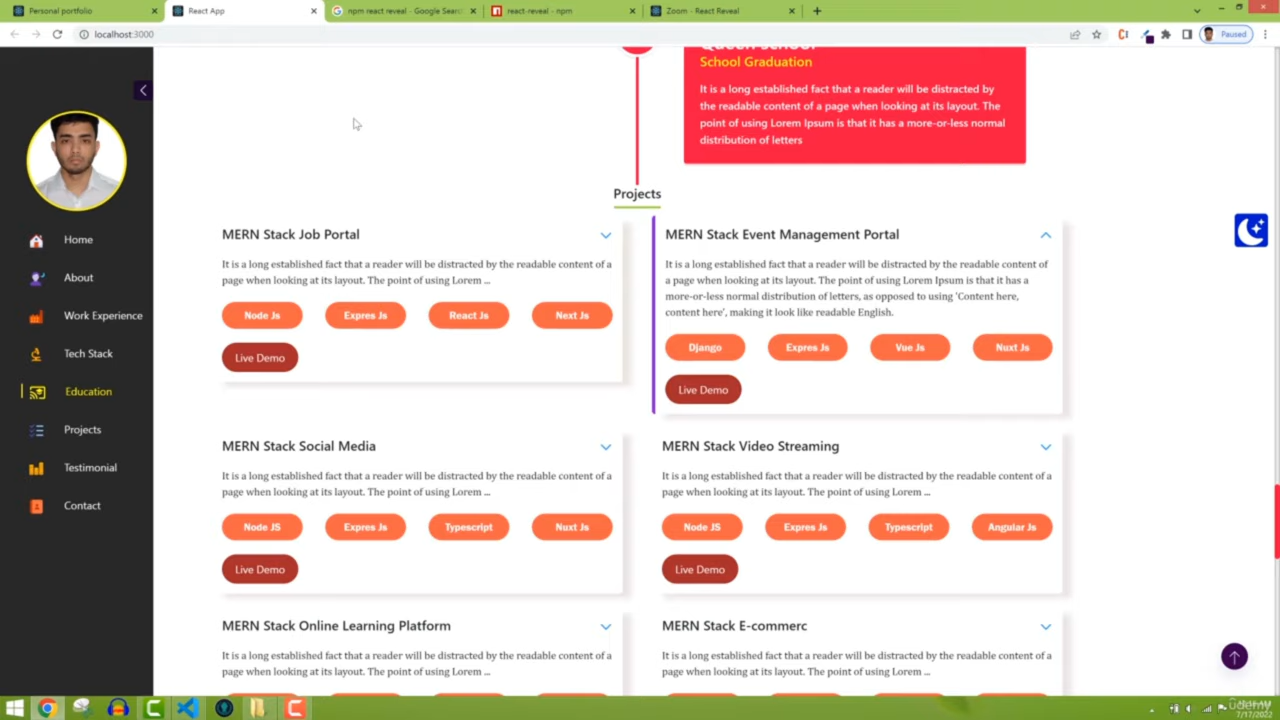 Personal portfolio
React App
npm react reveal - Google Searc
react-reveal - npm
Zoom - React Reveal
localhost:3000
Paused
Queen School
School Graduation
It is a long established fact that a reader will be distracted by
the readable content of a page when looking at its layout. The
point of using Lorem Ipsum is that it has a more-or-less normal
distribution of letters
Home
About
Work Experience
Tech Stack
Education
Projects
Testimonial
Contact
Projects
MERN Stack Job Portal
It is a long established fact that a reader will be distracted by the readable content of a
page when looking at its layout. The point of using Lorem ...
Node Js Expres Js React Js Next Js
Live Demo
MERN Stack Event Management Portal
It is a long established fact that a reader will be distracted by the readable content of
a page when looking at its layout. The point of using Lorem Ipsum is that it has a
more-or-less normal distribution of letters, as opposed to using 'Content here,
content here', making it look like readable English.
Django Expres Js Vue Js Nuxt Js
Live Demo
MERN Stack Social Media
It is a long established fact that a reader will be distracted by the readable content of a
page when looking at its layout. The point of using Lorem ...
Node JS Expres Js Typescript Nuxt Js
Live Demo
MERN Stack Video Streaming
It is a long established fact that a reader will be distracted by the readable content of a
page when looking at its layout. The point of using Lorem ...
Node JS Expres Js Typescript Angular Js
Live Demo
MERN Stack Online Learning Platform
It is a long established fact that a reader will be distracted by the readable content of a
page when looking at its layout. The point of using Lorem ...
MERN Stack E-commerc
It is a long established fact that a reader will be distracted by the readable content of a
page when looking at its layout. The point of using Lorem ...
udemy
7/17/2022